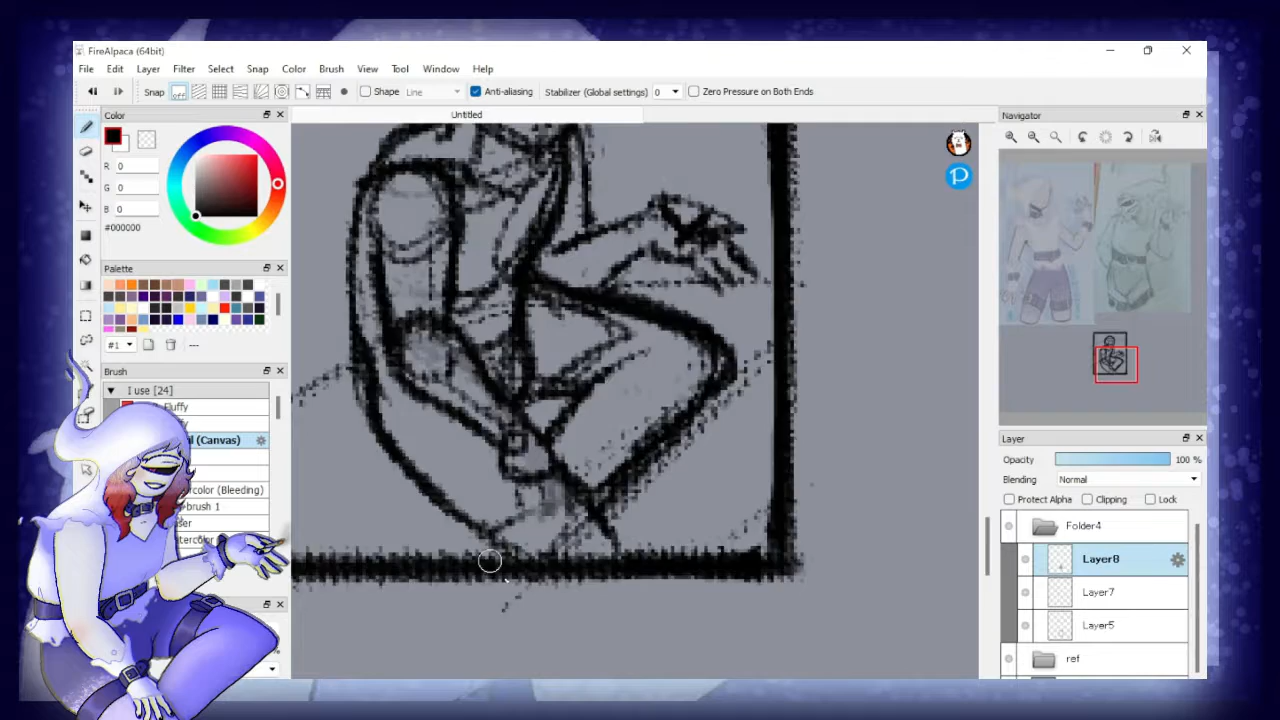 FireAlpaca (64bit)
File Edit Layer Filter Select Snap Color Brush View Tool Window Help
Snap off Shape Line Anti-aliasing Stabilizer (Global settings) 0 Zero Pressure on Both Ends
Color
Untitled
Navigator
R 0
G 0
B 0
#000000
Palette
#1 ---
Brush
I use [24]
Fluffy
(Canvas)
(Bleeding)
brush 1
Layer
Opacity 100 %
Blending Normal
Protect Alpha Clipping Lock
Folder4
Layer8
Layer7
Layer5
ref